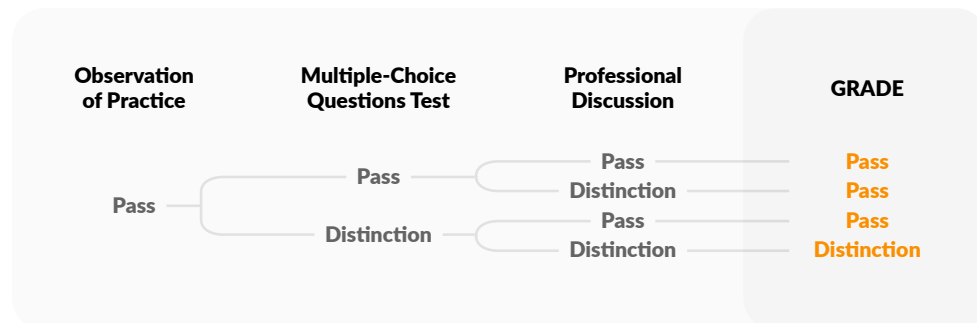 Observation
of Practice
Multiple-Choice
Questions Test
Professional
Discussion
GRADE
Pass
Pass
Distinction
Pass
Distinction
Pass
Distinction
Pass
Pass
Pass
Distinction